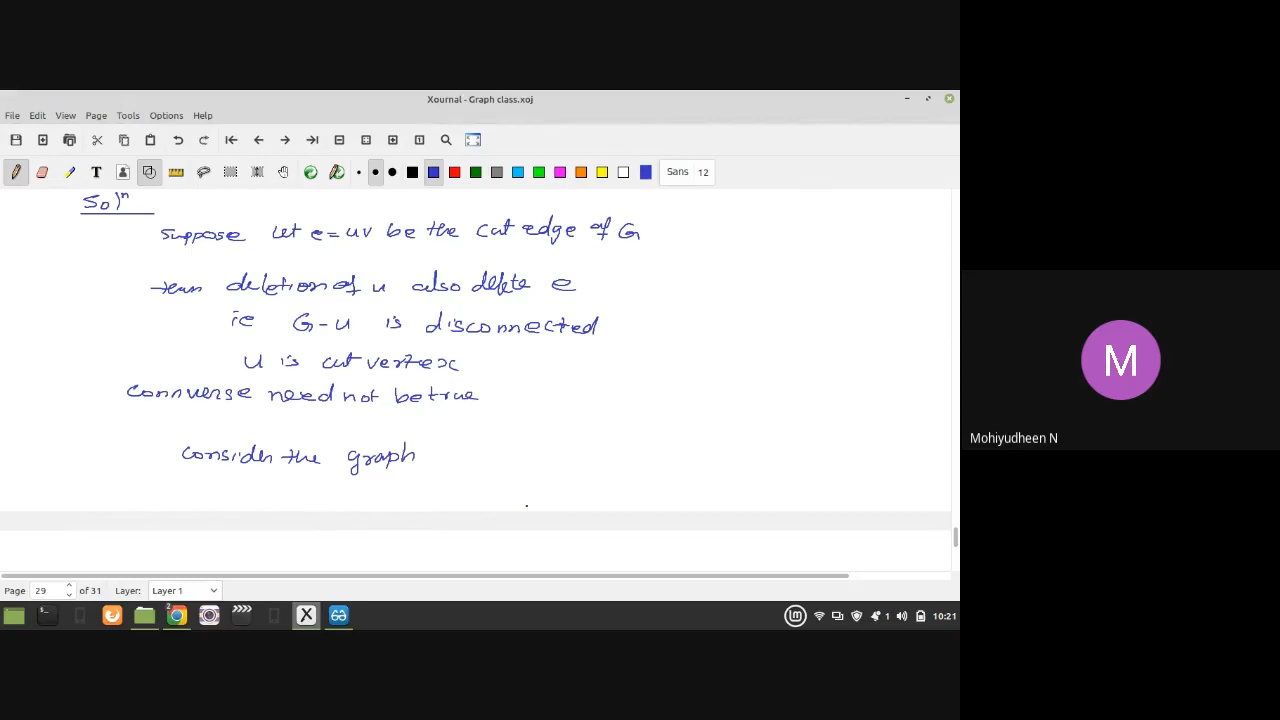 Xournal - Graph class.xoj
File Edit View Page Tools Options Help
Sans 12
Soln
Suppose let e = uv be the cut edge of G
then deletion of u also delete e
ie G - u is disconnected
u is cut vertex
Connverse need not be true
Consider the graph
Page 29 of 31 Layer: Layer 1
10:21
M
Mohiyudheen N